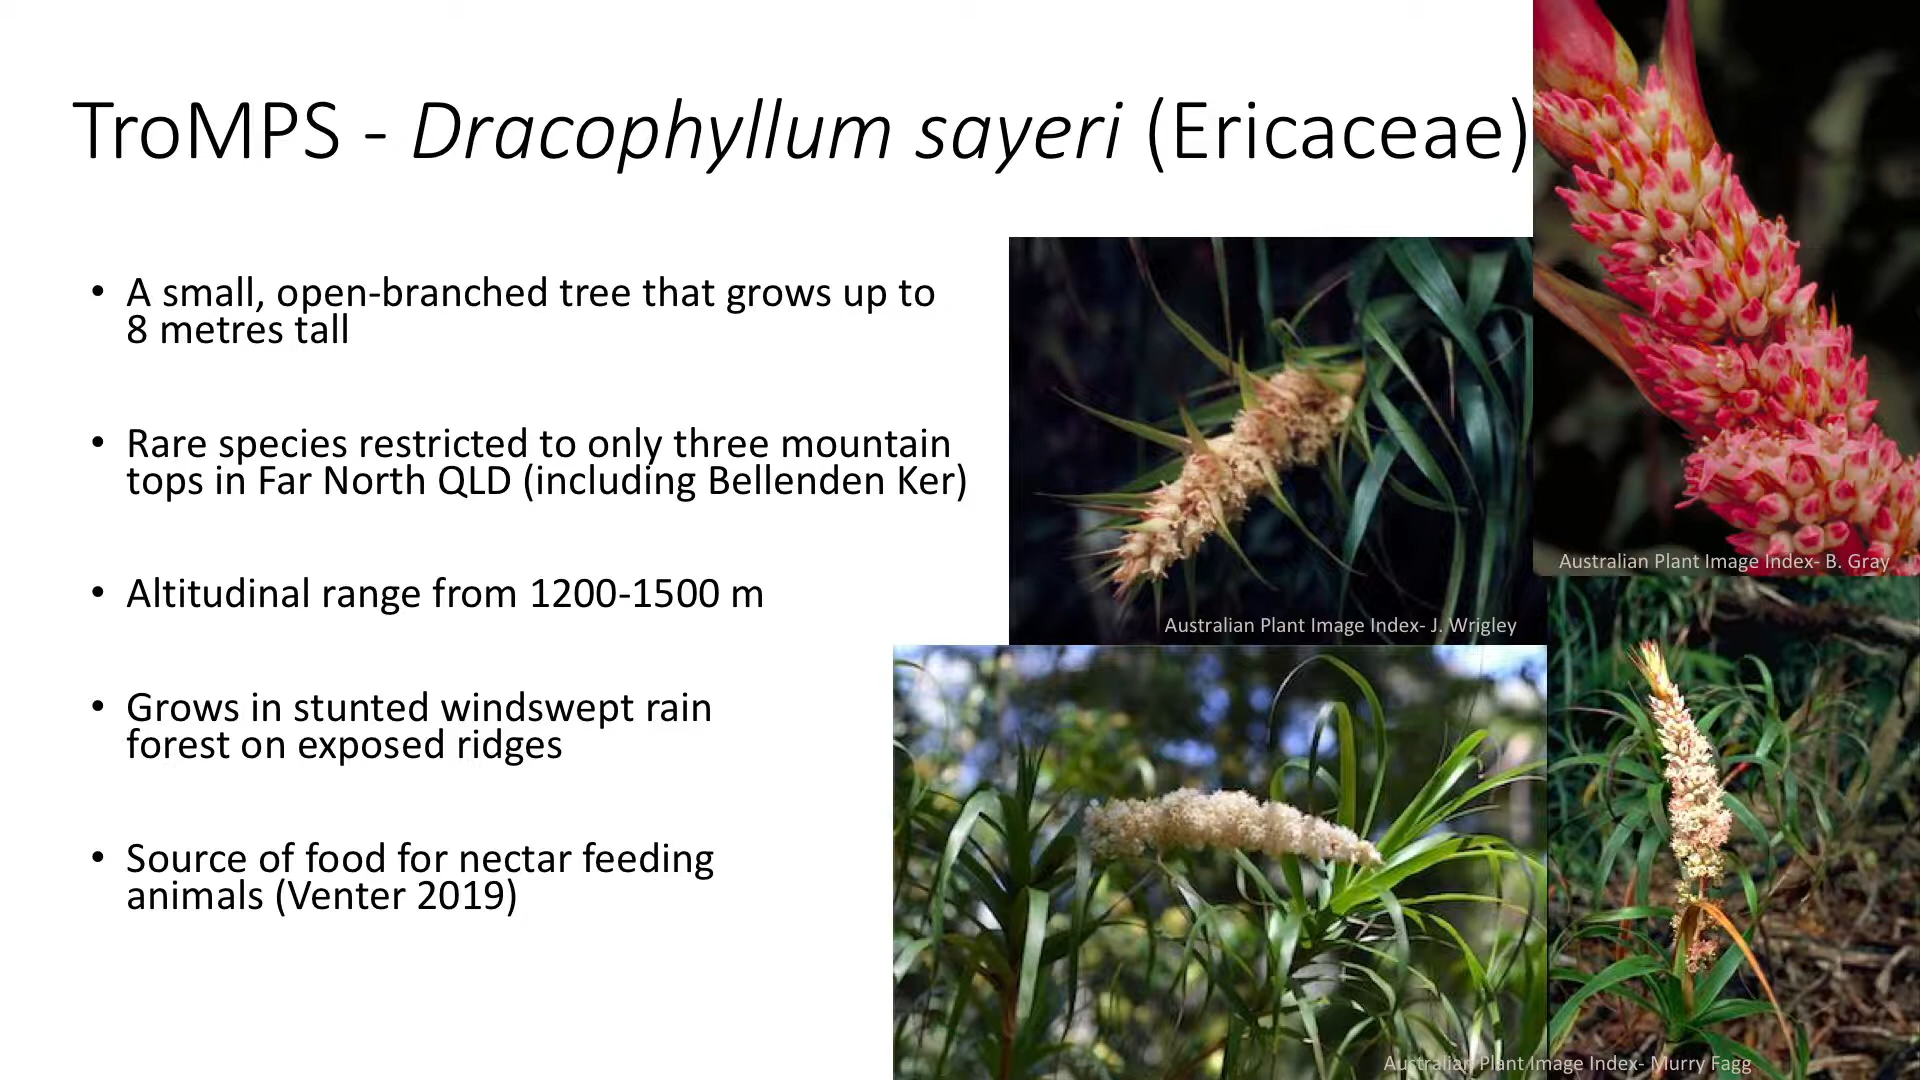 TroMPS - Dracophyllum sayeri (Ericaceae)
• A small, open-branched tree that grows up to
8 metres tall
• Rare species restricted to only three mountain
tops in Far North QLD (including Bellenden Ker)
• Altitudinal range from 1200-1500 m
• Grows in stunted windswept rain
forest on exposed ridges
• Source of food for nectar feeding
animals (Venter 2019)
Australian Plant Image Index- B. Gray
Australian Plant Image Index- J. Wrigley
Australian Plant Image Index- Murry Fagg